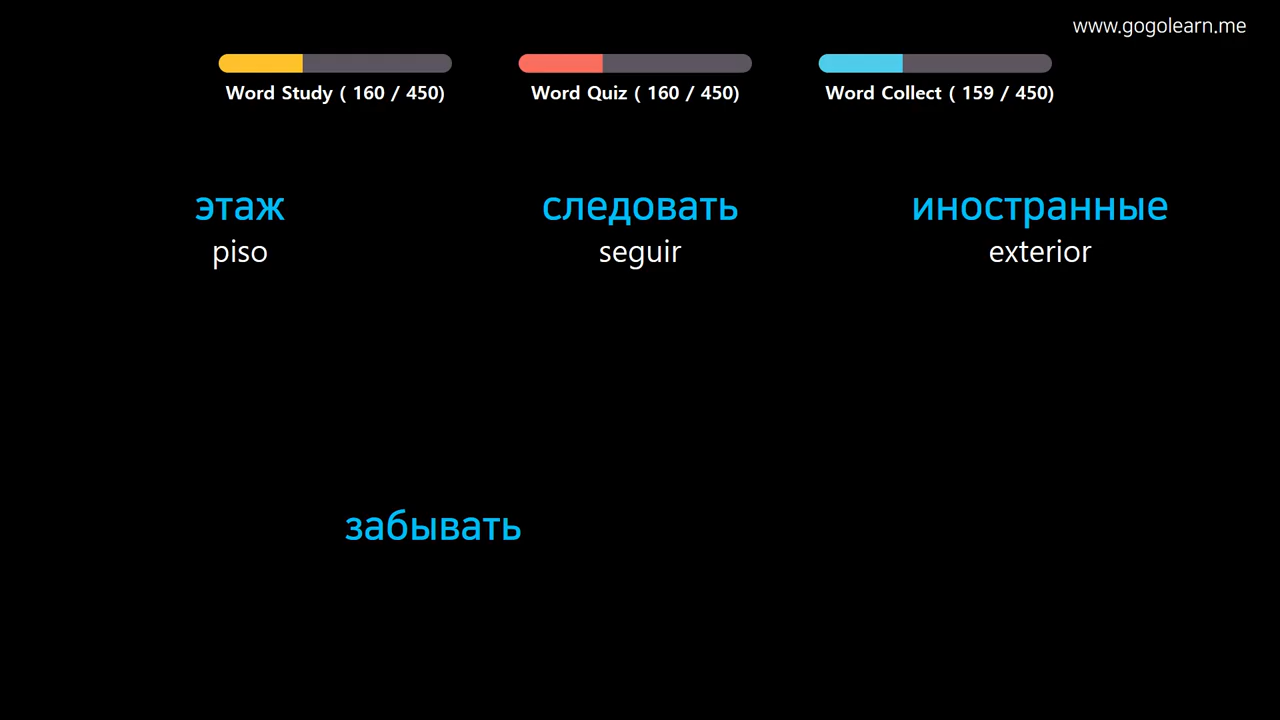 www.gogolearn.me
Word Study ( 160 / 450)
Word Quiz ( 160 / 450)
Word Collect ( 159 / 450)
этаж
piso
следовать
seguir
иностранные
exterior
забывать